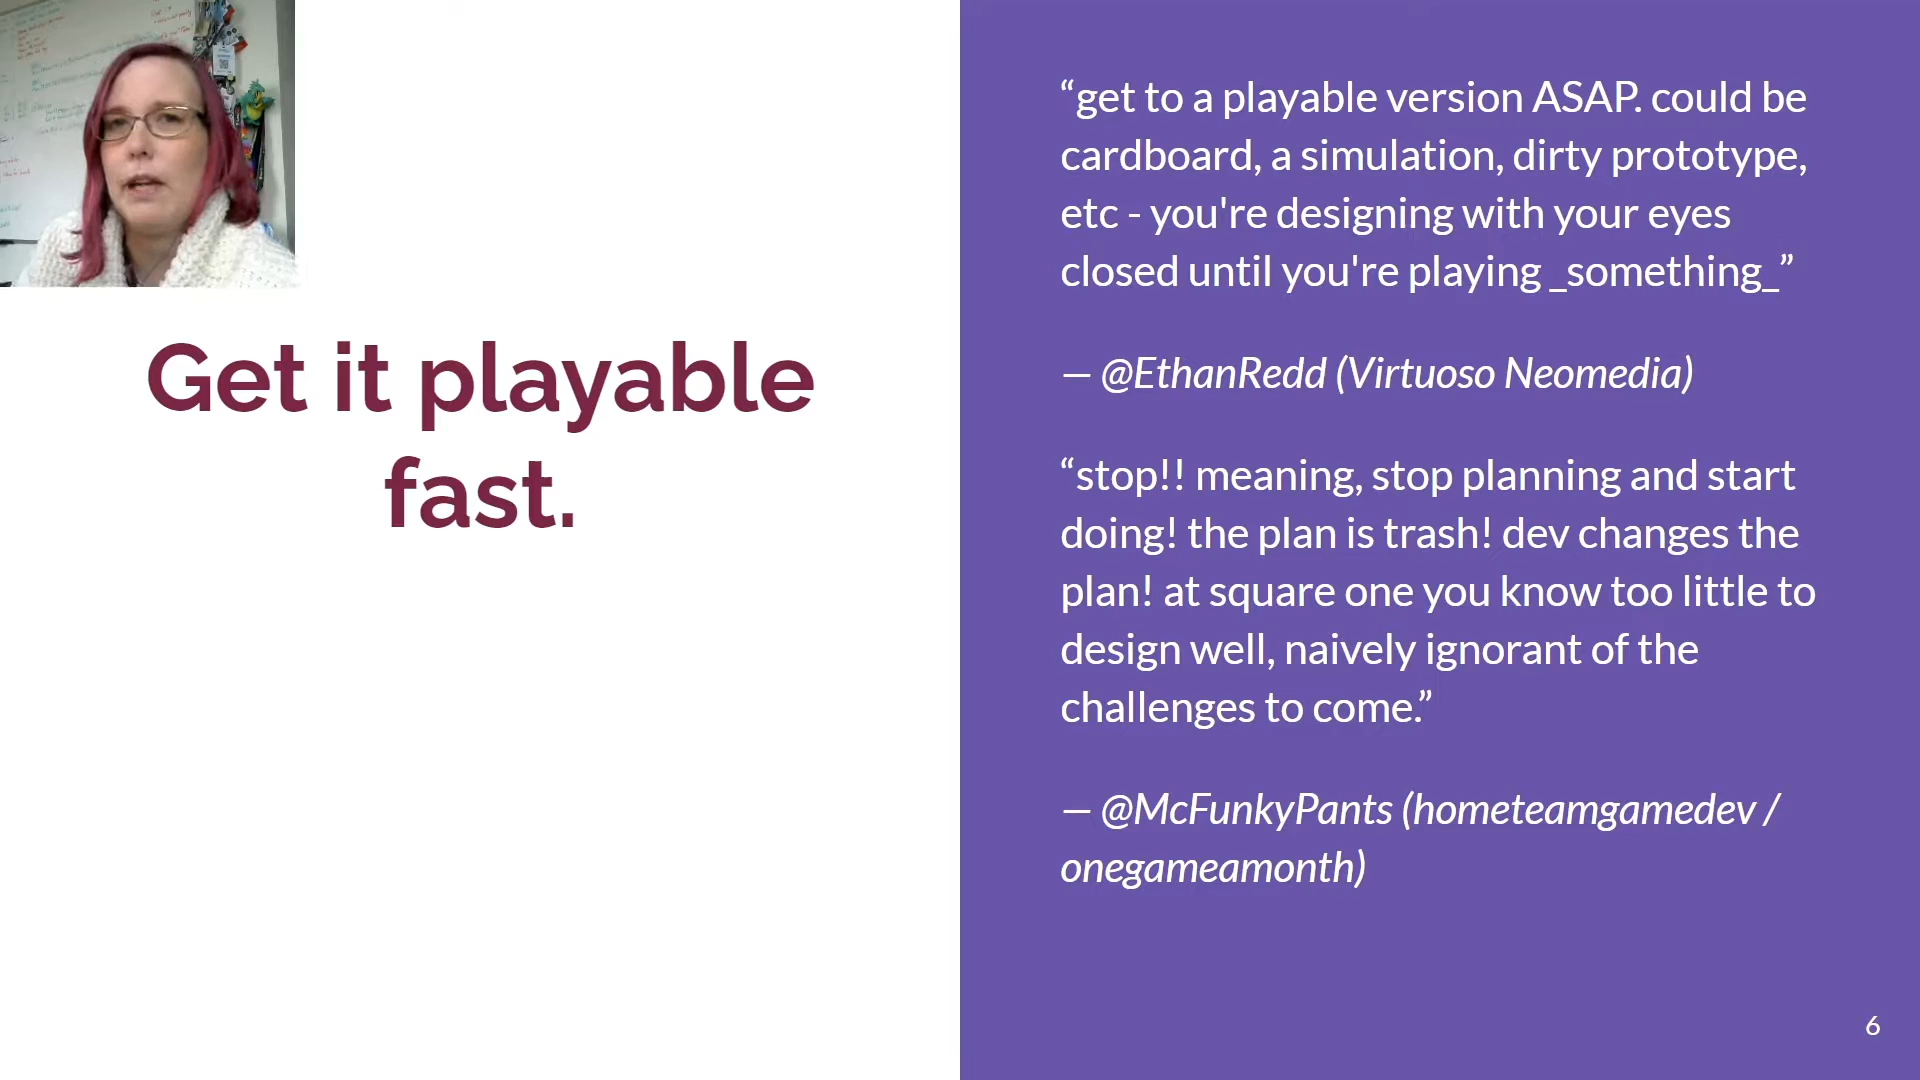 Get it playable
fast.
“get to a playable version ASAP. could be
cardboard, a simulation, dirty prototype,
etc - you're designing with your eyes
closed until you're playing _something_”
— @EthanRedd (Virtuoso Neomedia)
“stop!! meaning, stop planning and start
doing! the plan is trash! dev changes the
plan! at square one you know too little to
design well, naively ignorant of the
challenges to come.”
— @McFunkyPants (hometeamgamedev /
onegameamonth)
6